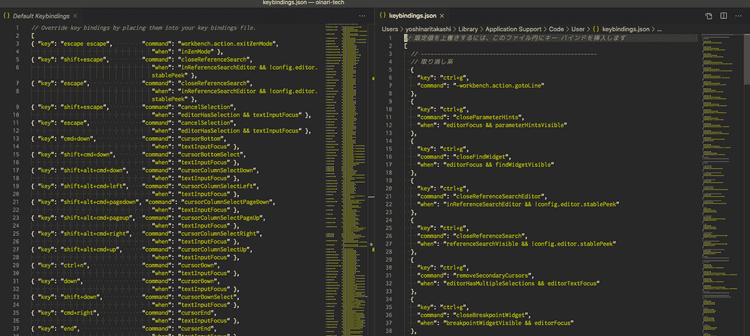 keybindings.json — oinari-tech
{} Default Keybindings ×
...
1 // Override key bindings by placing them into your key bindings file.
2 [
3 { "key": "escape escape", "command": "workbench.action.exitZenMode",
4 "when": "inZenMode" },
5 { "key": "shift+escape", "command": "closeReferenceSearch",
6 "when": "inReferenceSearchEditor && !config.editor.
stablePeek" },
7 { "key": "escape", "command": "closeReferenceSearch",
8 "when": "inReferenceSearchEditor && !config.editor.
stablePeek" },
9 { "key": "shift+escape", "command": "cancelSelection",
10 "when": "editorHasSelection && textInputFocus" },
11 { "key": "escape", "command": "cancelSelection",
12 "when": "editorHasSelection && textInputFocus" },
13 { "key": "cmd+down", "command": "cursorBottom",
14 "when": "textInputFocus" },
15 { "key": "shift+cmd+down", "command": "cursorBottomSelect",
16 "when": "textInputFocus" },
17 { "key": "shift+alt+cmd+down", "command": "cursorColumnSelectDown",
18 "when": "textInputFocus" },
19 { "key": "shift+alt+cmd+left", "command": "cursorColumnSelectLeft",
20 "when": "textInputFocus" },
21 { "key": "shift+alt+cmd+pagedown", "command": "cursorColumnSelectPageDown",
22 "when": "textInputFocus" },
23 { "key": "shift+alt+cmd+pageup", "command": "cursorColumnSelectPageUp",
24 "when": "textInputFocus" },
25 { "key": "shift+alt+cmd+right", "command": "cursorColumnSelectRight",
26 "when": "textInputFocus" },
27 { "key": "shift+alt+cmd+up", "command": "cursorColumnSelectUp",
28 "when": "textInputFocus" },
29 { "key": "ctrl+n", "command": "cursorDown",
30 "when": "textInputFocus" },
31 { "key": "down", "command": "cursorDown",
32 "when": "textInputFocus" },
33 { "key": "shift+down", "command": "cursorDownSelect",
34 "when": "textInputFocus" },
35 { "key": "cmd+right", "command": "cursorEnd",
36 "when": "textInputFocus" },
37 { "key": "end", "command": "cursorEnd",
"when": "textInputFocus" },
{} keybindings.json ×
...
Users > yoshinaritakashi > Library > Application Support > Code > User > {} keybindings.json > ...
1 // 既定値を上書きするには、このファイル内にキー バインドを挿入します
2 [
3 // --------------------------------------------------
4 // 取り消し系
5 {
6 "key": "ctrl+g",
7 "command": "-workbench.action.gotoLine"
8 },
9 {
10 "key": "ctrl+g",
11 "command": "closeParameterHints",
12 "when": "editorFocus && parameterHintsVisible"
13 },
14 {
15 "key": "ctrl+g",
16 "command": "closeFindWidget",
17 "when": "editorFocus && findWidgetVisible"
18 },
19 {
20 "key": "ctrl+g",
21 "command": "closeReferenceSearchEditor",
22 "when": "inReferenceSearchEditor && !config.editor.stablePeek"
23 },
24 {
25 "key": "ctrl+g",
26 "command": "closeReferenceSearch",
27 "when": "referenceSearchVisible && !config.editor.stablePeek"
28 },
29 {
30 "key": "ctrl+g",
31 "command": "removeSecondaryCursors",
32 "when": "editorHasMultipleSelections && editorTextFocus"
33 },
34 {
35 "key": "ctrl+g",
36 "command": "closeBreakpointWidget",
37 "when": "breakpointWidgetVisible && editorFocus"
38 },